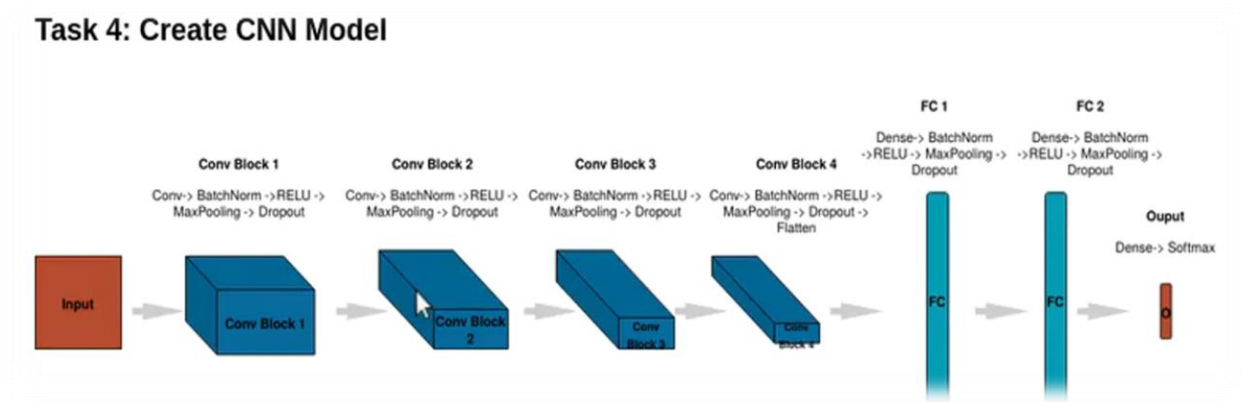 Task 4: Create CNN Model
FC 1
FC 2
Dense-> BatchNorm
->RELU -> MaxPooling ->
Dropout
Dense-> BatchNorm
->RELU -> MaxPooling ->
Dropout
Conv Block 1
Conv Block 2
Conv Block 3
Conv Block 4
Conv-> BatchNorm ->RELU ->
MaxPooling -> Dropout
Conv-> BatchNorm ->RELU ->
MaxPooling -> Dropout
Conv-> BatchNorm ->RELU ->
MaxPooling -> Dropout
Conv-> BatchNorm ->RELU ->
MaxPooling -> Dropout ->
Flatten
Ouput
Dense-> Softmax
Input
Conv Block 1
Conv Block
2
Conv
Block 3
Conv
Block 4
FC
FC
O